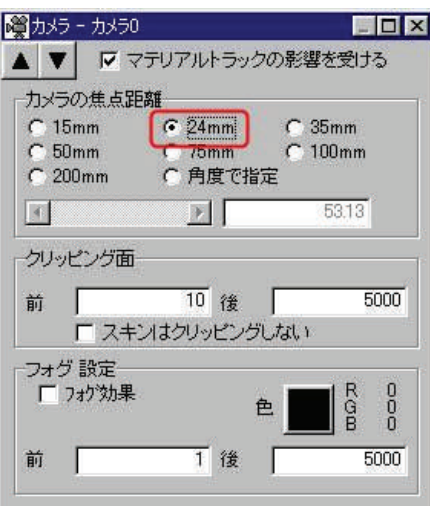 カメラ - カメラ0
マテリアルトラックの影響を受ける
カメラの焦点距離
15mm 24mm 35mm
50mm 75mm 100mm
200mm 角度で指定
53.13
クリッピング面
前 10 後 5000
スキンはクリッピングしない
フォグ 設定
フォグ効果
色 R 0
G 0
B 0
前 1 後 5000